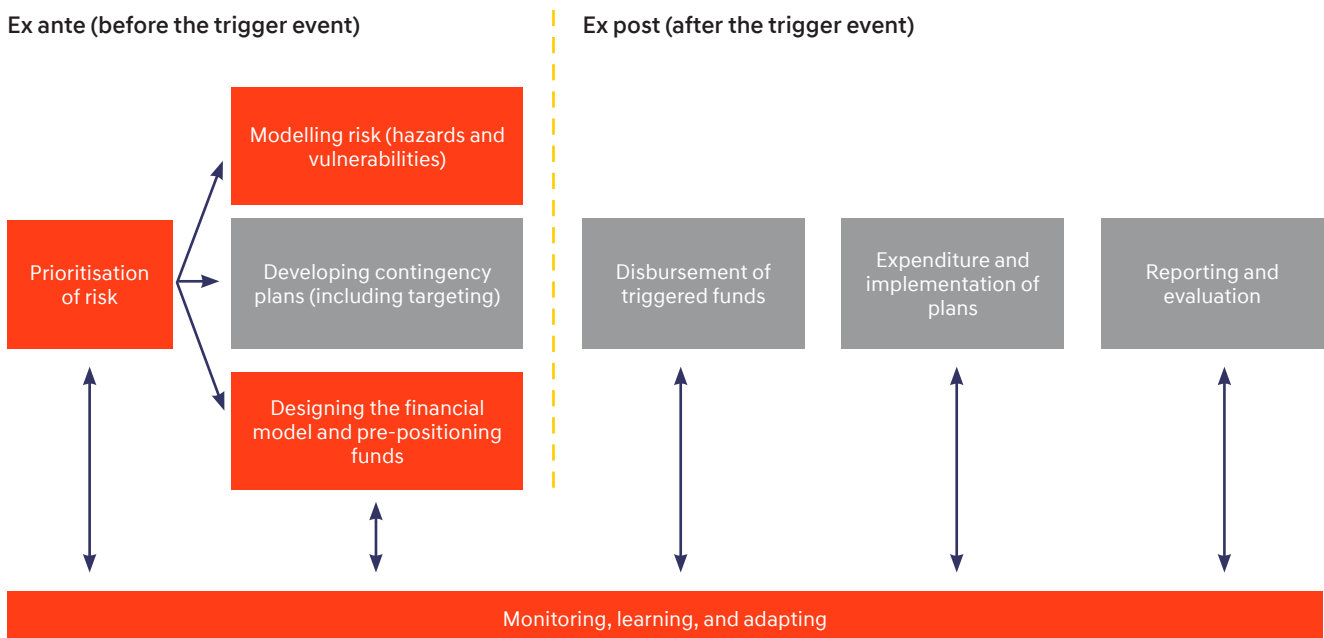 Ex ante (before the trigger event)
Ex post (after the trigger event)
Modelling risk (hazards and
vulnerabilities)
Prioritisation
of risk
Developing contingency
plans (including targeting)
Designing the financial
model and pre-positioning
funds
Disbursement of
triggered funds
Expenditure and
implementation of
plans
Reporting and
evaluation
Monitoring, learning, and adapting